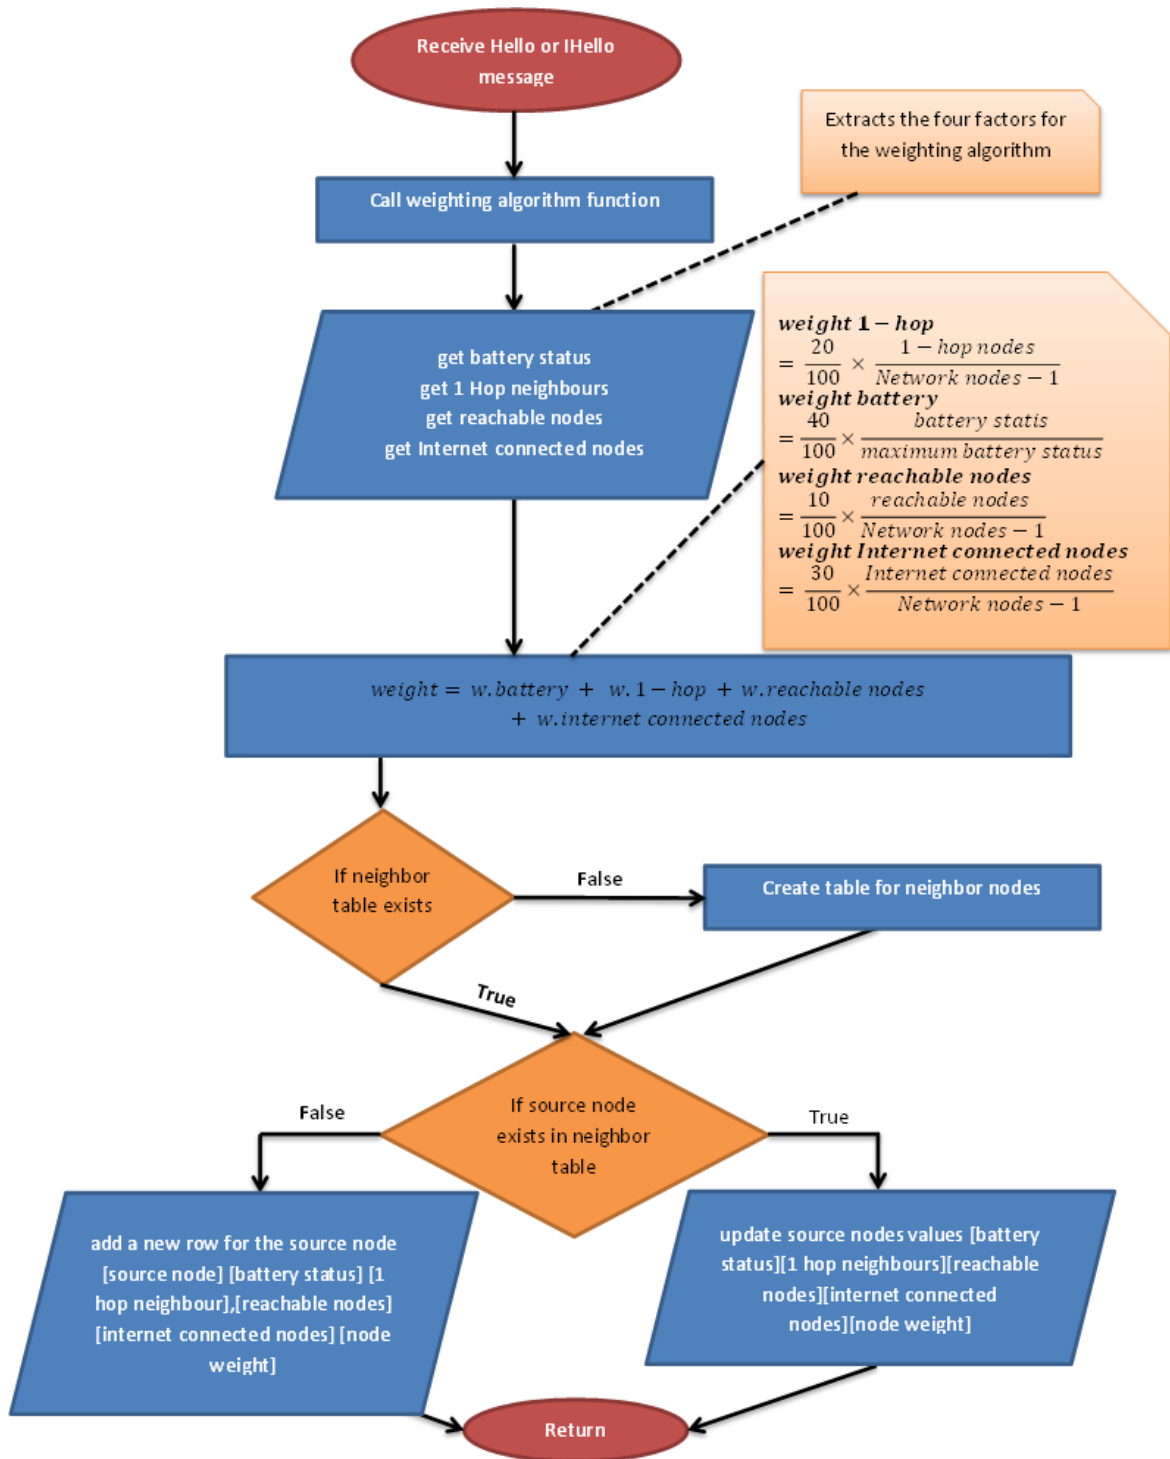 Receive Hello or IHello
message
Extracts the four factors for
the weighting algorithm
Call weighting algorithm function
get battery status
get 1 Hop neighbours
get reachable nodes
get Internet connected nodes
weight 1 − hop
= 20/100 × 1 − hop nodes/Network nodes − 1
weight battery
= 40/100 × battery statis/maximum battery status
weight reachable nodes
= 10/100 × reachable nodes/Network nodes − 1
weight Internet connected nodes
= 30/100 × Internet connected nodes/Network nodes − 1
weight = w.battery + w. 1 − hop + w.reachable nodes
+ w.internet connected nodes
If neighbor
table exists
False
Create table for neighbor nodes
True
If source node
exists in neighbor
table
False
True
add a new row for the source node
[source node] [battery status] [1
hop neighbour],[reachable nodes]
[internet connected nodes] [node
weight]
update source nodes values [battery
status][1 hop neighbours][reachable
nodes][internet connected
nodes][node weight]
Return